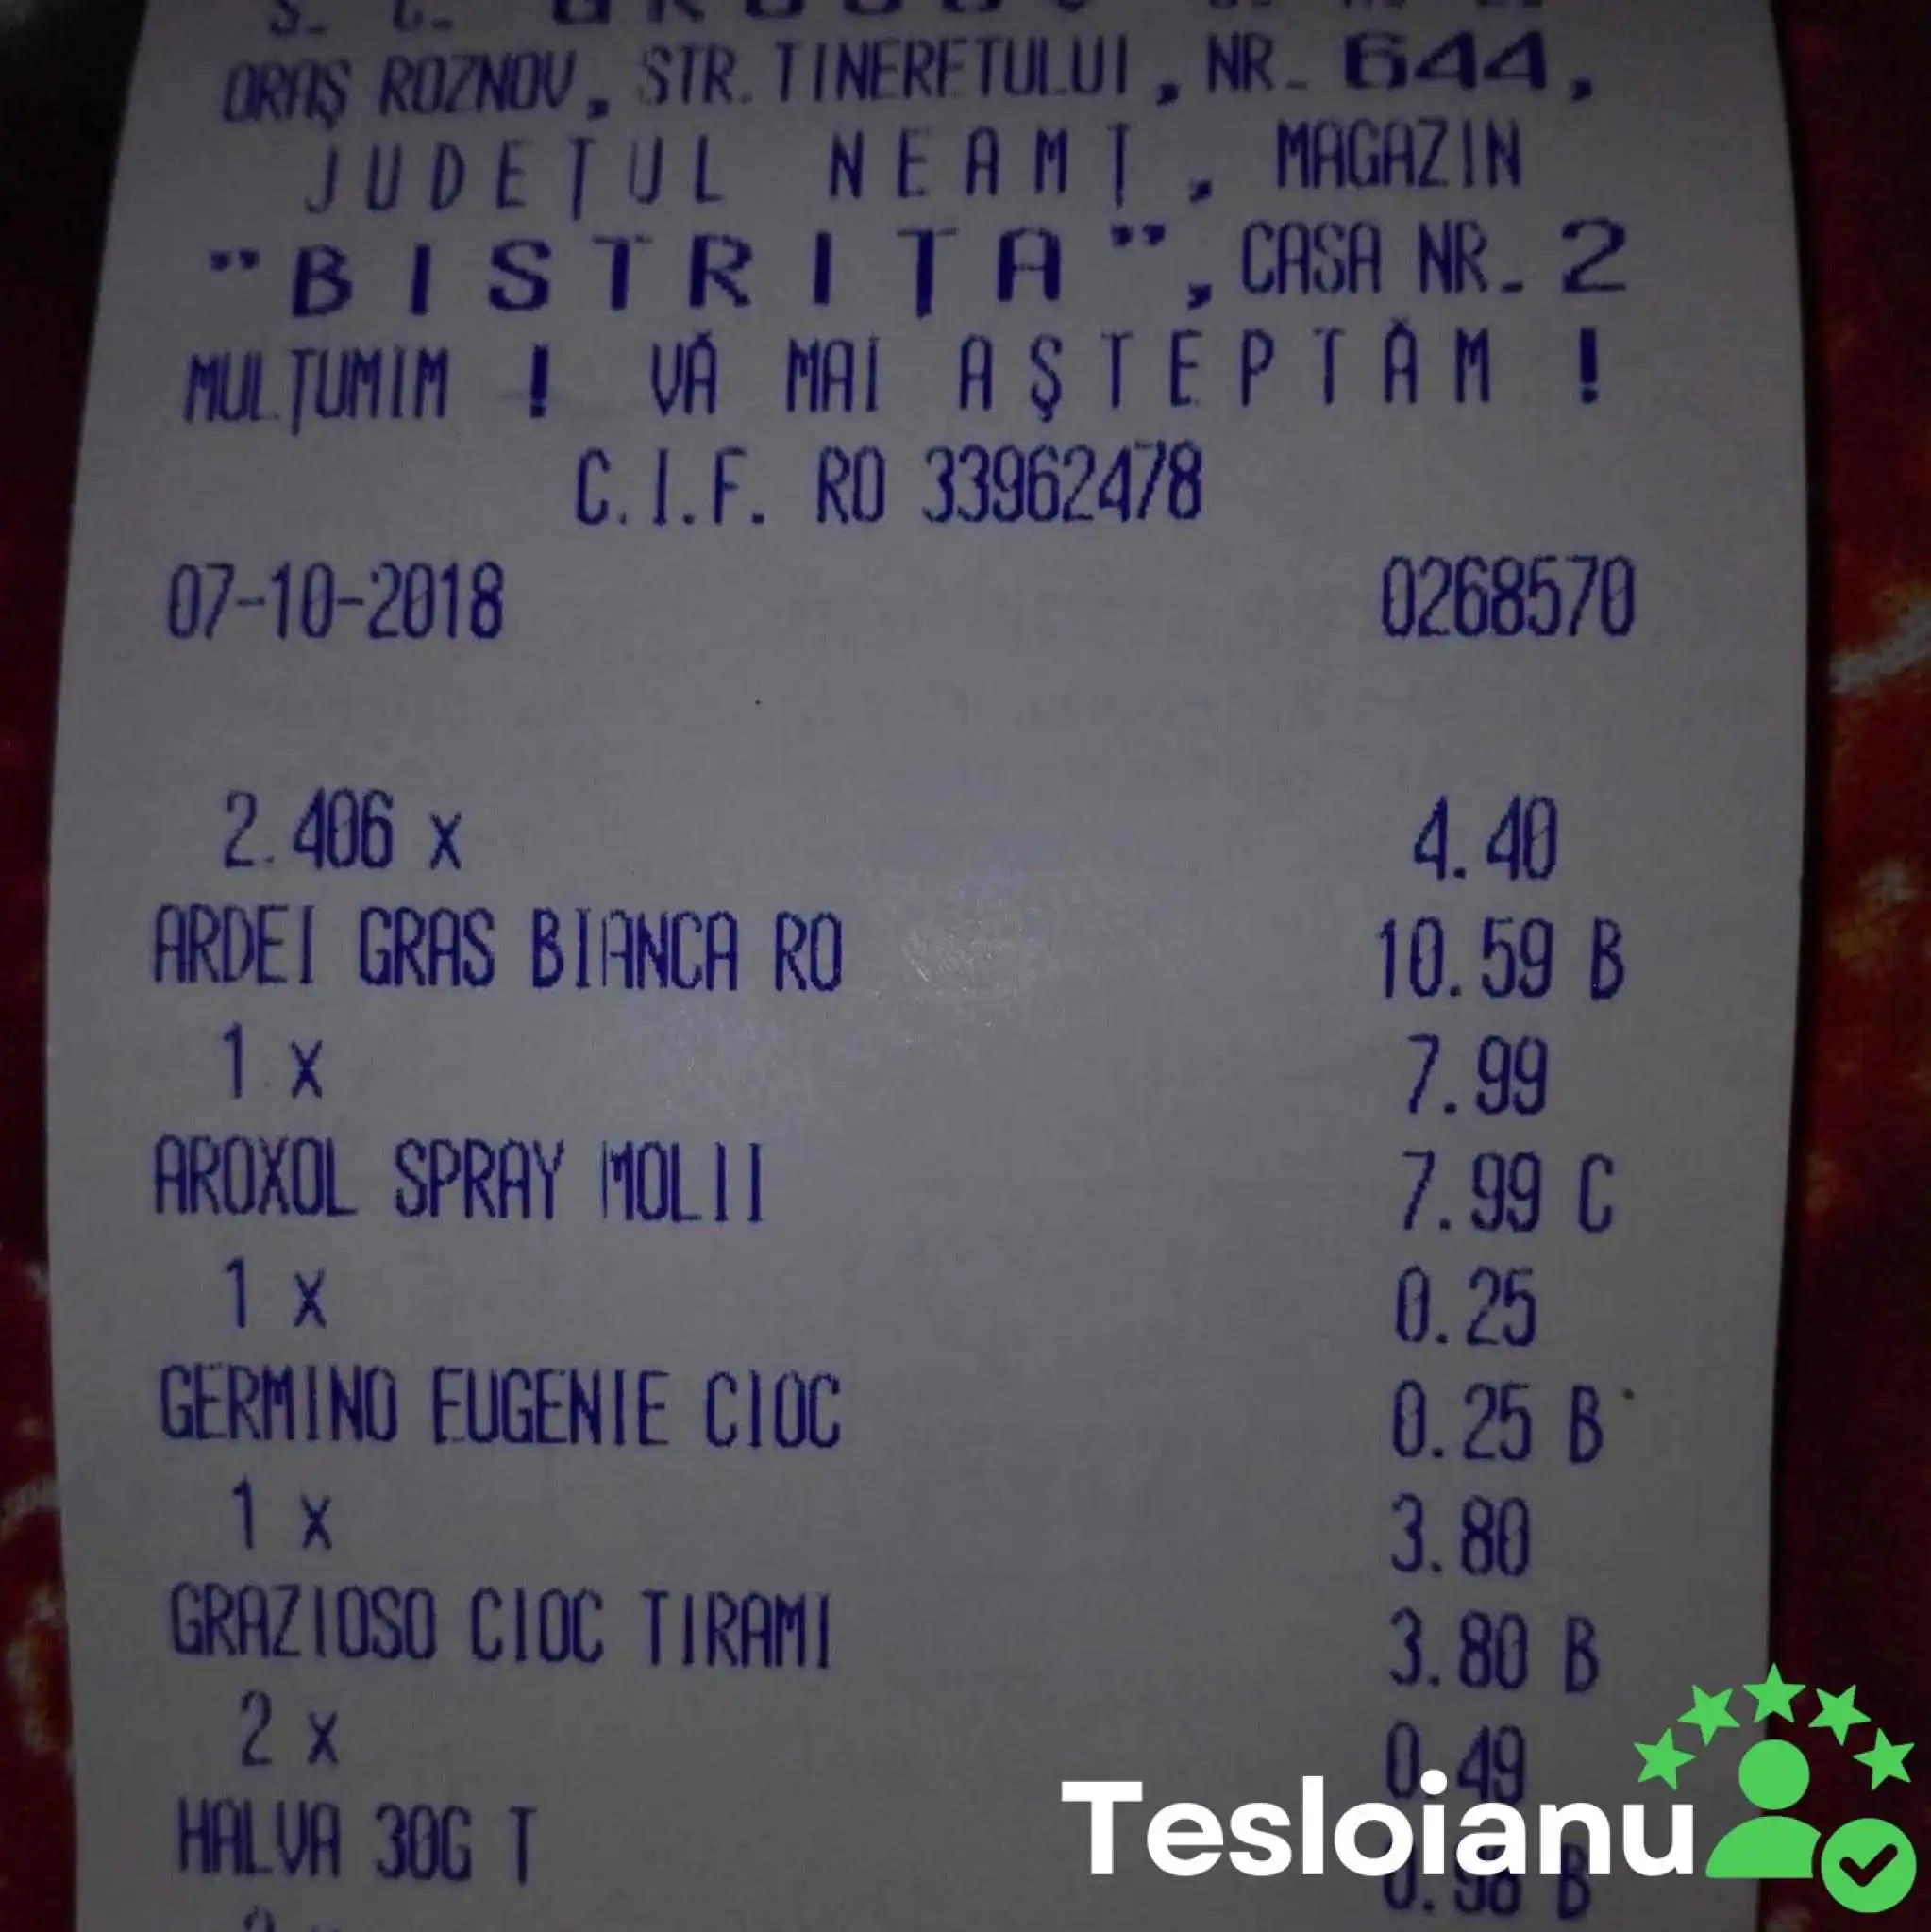 S. C.
ORAŞ ROZNOV, STR. TINERETULUI, NR. 644,
JUDEŢUL NEAMŢ, MAGAZIN
"BISTRIŢA", CASA NR. 2
MULŢUMIM ! VĂ MAI AŞTEPTĂM !
C.I.F. RO 33962478
07-10-2018 0268570
2.406 x 4.40
ARDEI GRAS BIANCA RO 10.59 B
1 x 7.99
AROXOL SPRAY MOLII 7.99 C
1 x 0.25
GERMINO EUGENIE CIOC 0.25 B
1 x 3.80
GRAZIOSO CIOC TIRAMI 3.80 B
2 x 0.49
HALVA 30G T 0.98 B
Tesloianu